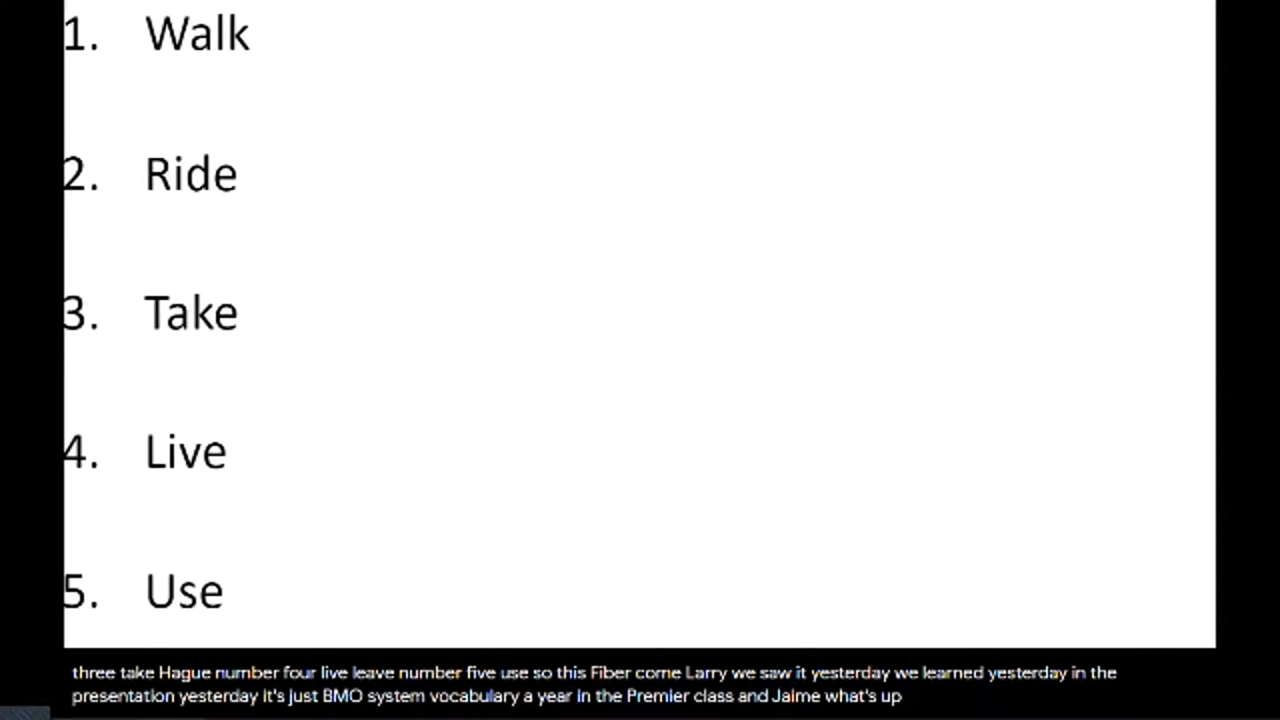 1. Walk
2. Ride
3. Take
4. Live
5. Use
three take Hague number four live leave number five use so this Fiber come Larry we saw it yesterday we learned yesterday in the
presentation yesterday it's just BMO system vocabulary a year in the Premier class and Jaime what's up